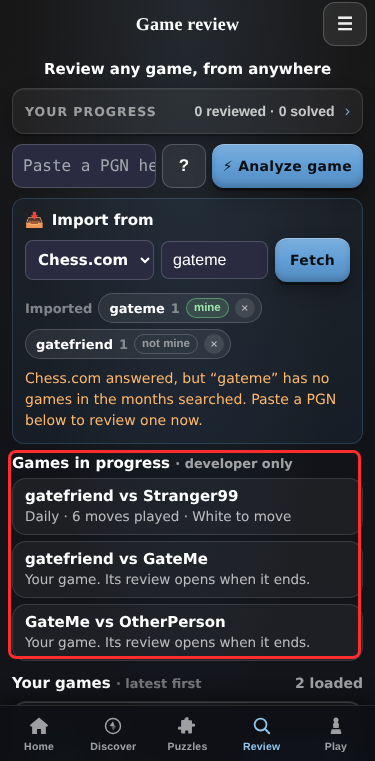 Game review
☰
Review any game, from anywhere
YOUR PROGRESS 0 reviewed · 0 solved ›
Paste a PGN he ? ⚡ Analyze game
📥 Import from
Chess.com gateme Fetch
Imported gateme 1 mine ×
gatefriend 1 not mine ×
Chess.com answered, but “gateme” has no
games in the months searched. Paste a PGN
below to review one now.
Games in progress · developer only
gatefriend vs Stranger99
Daily · 6 moves played · White to move
gatefriend vs GateMe
Your game. Its review opens when it ends.
GateMe vs OtherPerson
Your game. Its review opens when it ends.
Your games · latest first 2 loaded
Home Discover Puzzles Review Play